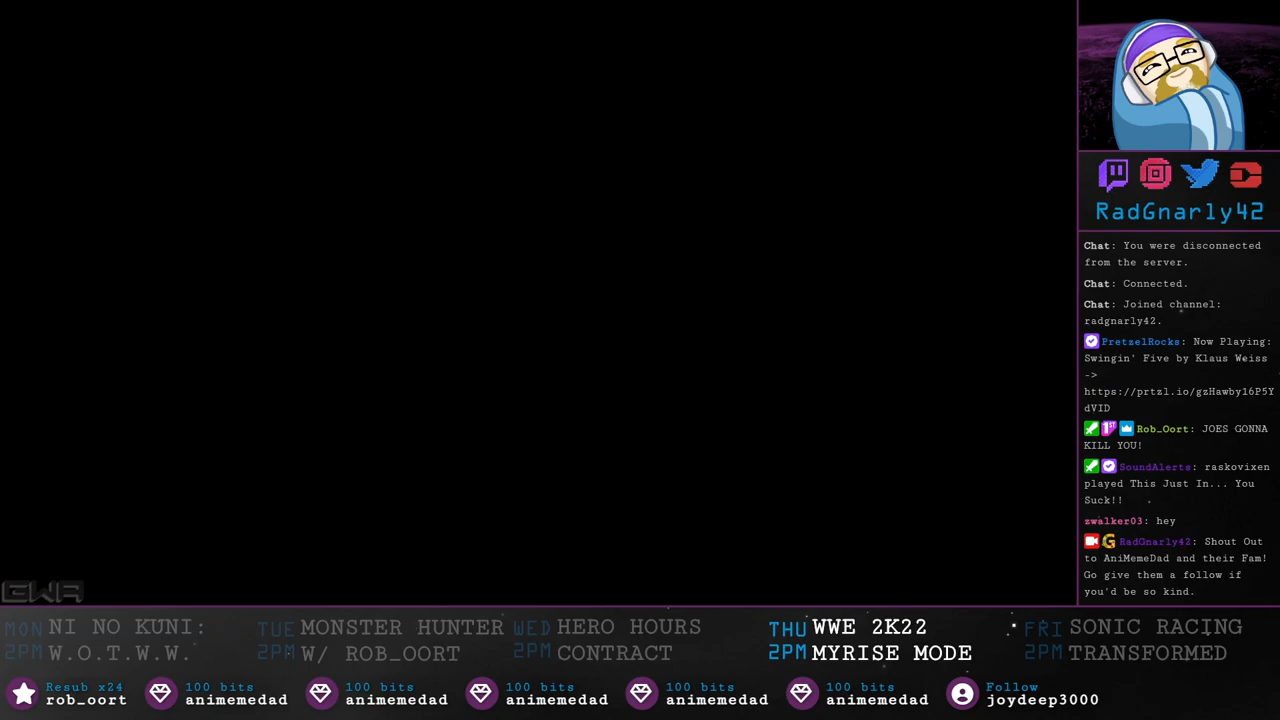 RadGnarly42
Chat: You were disconnected
from the server.
Chat: Connected.
Chat: Joined channel:
radgnarly42.
PretzelRocks: Now Playing:
Swingin' Five by Klaus Weiss
->
https://prtzl.io/gzHawby16P5Y
dVID
1ST Rob_Oort: JOES GONNA
KILL YOU!
SoundAlerts: raskovixen
played This Just In... You
Suck!!
zwalker03: hey
RadGnarly42: Shout Out
to AniMemeDad and their Fam!
Go give them a follow if
you'd be so kind.
GWA
MON NI NO KUNI:
2PM W.O.T.W.W.
TUE MONSTER HUNTER
2PM W/ ROB_OORT
WED HERO HOURS
2PM CONTRACT
THU WWE 2K22
2PM MYRISE MODE
FRI SONIC RACING
2PM TRANSFORMED
Resub x24
rob_oort
100 bits
animemedad
100 bits
animemedad
100 bits
animemedad
100 bits
animemedad
100 bits
animemedad
Follow
joydeep3000